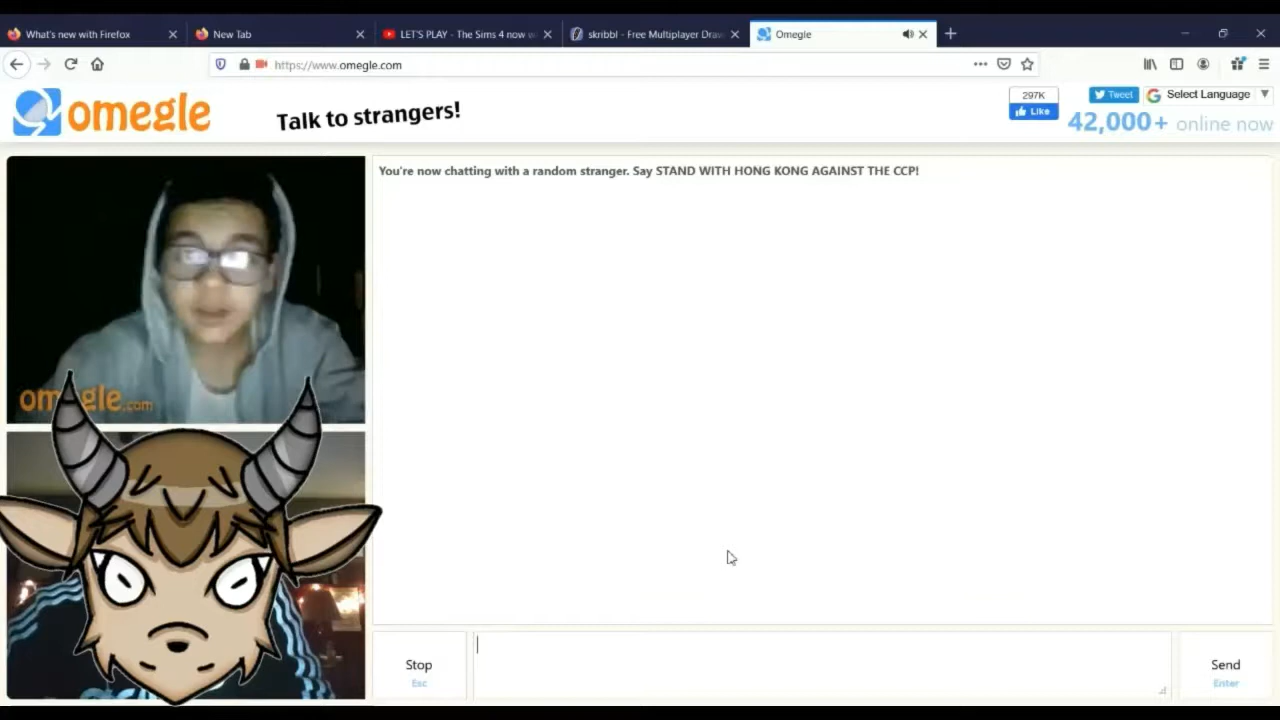 What's new with Firefox
New Tab
LET'S PLAY - The Sims 4 now
skribbl - Free Multiplayer Draw
Omegle
https://www.omegle.com
omegle
Talk to strangers!
297K
Like
Tweet
Select Language
42,000+ online now
You're now chatting with a random stranger. Say STAND WITH HONG KONG AGAINST THE CCP!
omegle.com
Stop
Esc
Send
Enter